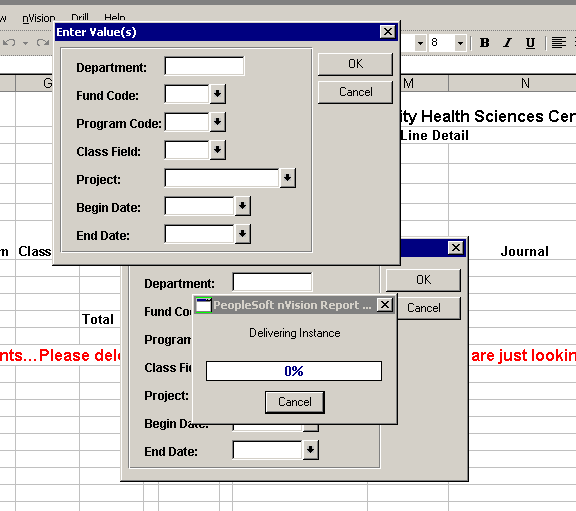 w nVision Drill Help
Enter Value(s)
8 B I U
Department:
OK
Fund Code:
Cancel
Program Code:
Class Field:
Project:
Begin Date:
End Date:
G M N
ity Health Sciences Cen
Line Detail
m Class Journal
Department:
OK
Fund Co
Cancel
Program
Class Fie
Project:
Begin Date:
End Date:
PeopleSoft nVision Report ...
Delivering Instance
0%
Cancel
Total
nts...Please dele are just lookin